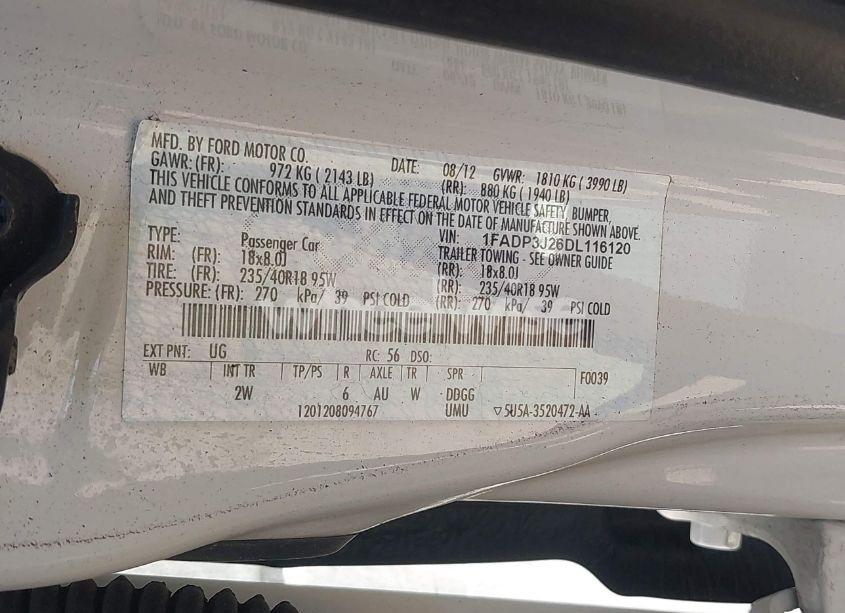 MFD. BY FORD MOTOR CO. DATE: 08/12 GVWR: 1810 KG ( 3990 LB)
GAWR: (FR): 972 KG ( 2143 LB) (RR): 880 KG ( 1940 LB)
THIS VEHICLE CONFORMS TO ALL APPLICABLE FEDERAL MOTOR VEHICLE SAFETY, BUMPER,
AND THEFT PREVENTION STANDARDS IN EFFECT ON THE DATE OF MANUFACTURE SHOWN ABOVE.
VIN: 1FADP3J26DL116120
TYPE: Passenger Car TRAILER TOWING - SEE OWNER GUIDE
RIM: (FR): 18x8.0J (RR): 18x8.0J
TIRE: (FR): 235/40R18 95W (RR): 235/40R18 95W
PRESSURE: (FR): 270 kPa/ 39 PSI COLD (RR): 270 kPa/ 39 PSI COLD
EXT PNT: UG RC: 56 DSO: F0039
WB INT TR TP/PS R AXLE TR SPR
2W 6 AU W DDGG
1201208094767 UMU ▽5U5A-3520472-AA